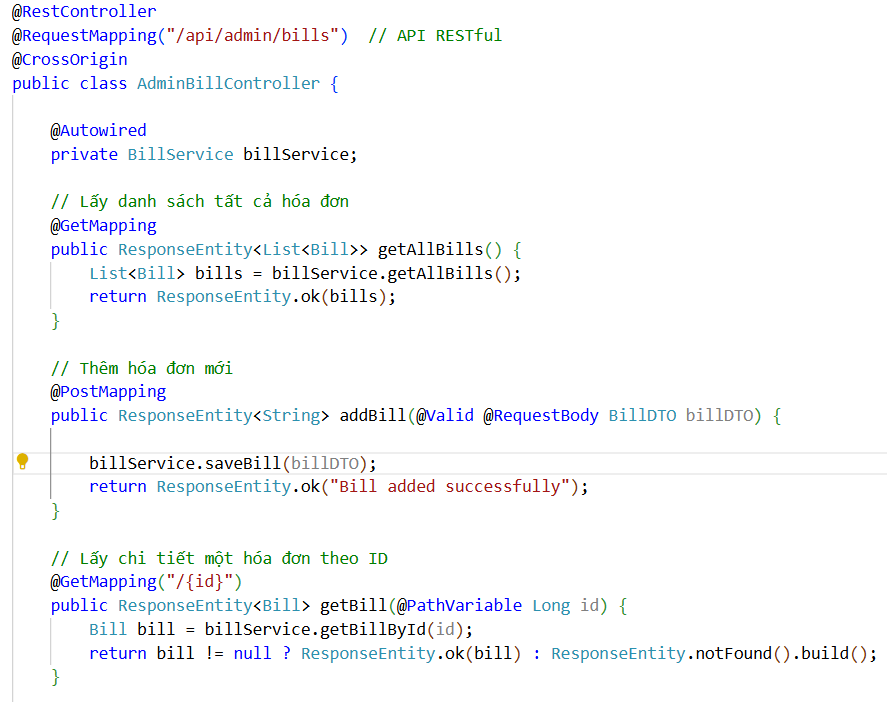 @RestController
@RequestMapping("/api/admin/bills")  // API RESTful
@CrossOrigin
public class AdminBillController {
    @Autowired
    private BillService billService;
    // Lấy danh sách tất cả hóa đơn
    @GetMapping
    public ResponseEntity<List<Bill>> getAllBills() {
        List<Bill> bills = billService.getAllBills();
        return ResponseEntity.ok(bills);
    }
    // Thêm hóa đơn mới
    @PostMapping
    public ResponseEntity<String> addBill(@Valid @RequestBody BillDTO billDTO) {
        billService.saveBill(billDTO);
        return ResponseEntity.ok("Bill added successfully");
    }
    // Lấy chi tiết một hóa đơn theo ID
    @GetMapping("/{id}")
    public ResponseEntity<Bill> getBill(@PathVariable Long id) {
        Bill bill = billService.getBillById(id);
        return bill != null ? ResponseEntity.ok(bill) : ResponseEntity.notFound().build();
    }